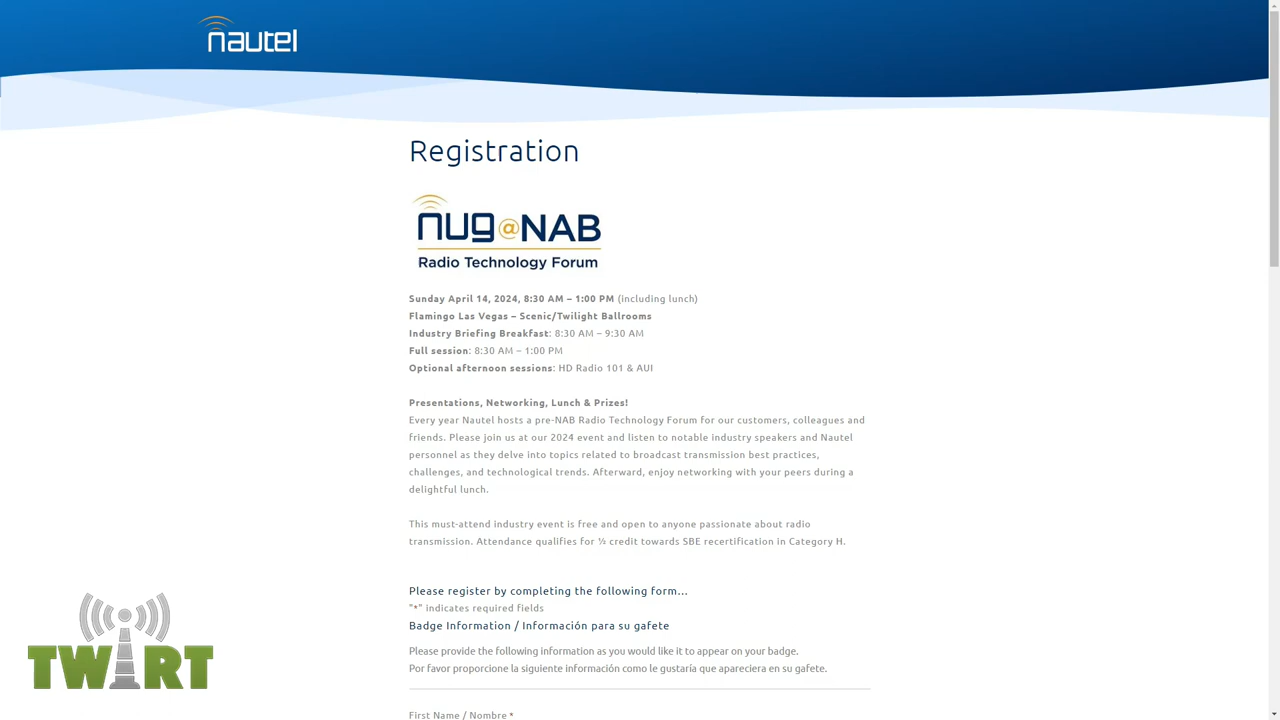 nautel
Registration
nug@NAB
Radio Technology Forum
Sunday April 14, 2024, 8:30 AM – 1:00 PM (including lunch)
Flamingo Las Vegas – Scenic/Twilight Ballrooms
Industry Briefing Breakfast: 8:30 AM – 9:30 AM
Full session: 8:30 AM – 1:00 PM
Optional afternoon sessions: HD Radio 101 & AUI
Presentations, Networking, Lunch & Prizes!
Every year Nautel hosts a pre-NAB Radio Technology Forum for our customers, colleagues and
friends. Please join us at our 2024 event and listen to notable industry speakers and Nautel
personnel as they delve into topics related to broadcast transmission best practices,
challenges, and technological trends. Afterward, enjoy networking with your peers during a
delightful lunch.
This must-attend industry event is free and open to anyone passionate about radio
transmission. Attendance qualifies for ½ credit towards SBE recertification in Category H.
Please register by completing the following form...
"*" indicates required fields
Badge Information / Información para su gafete
Please provide the following information as you would like it to appear on your badge.
Por favor proporcione la siguiente información como le gustaría que apareciera en su gafete.
First Name / Nombre *
TWiRT